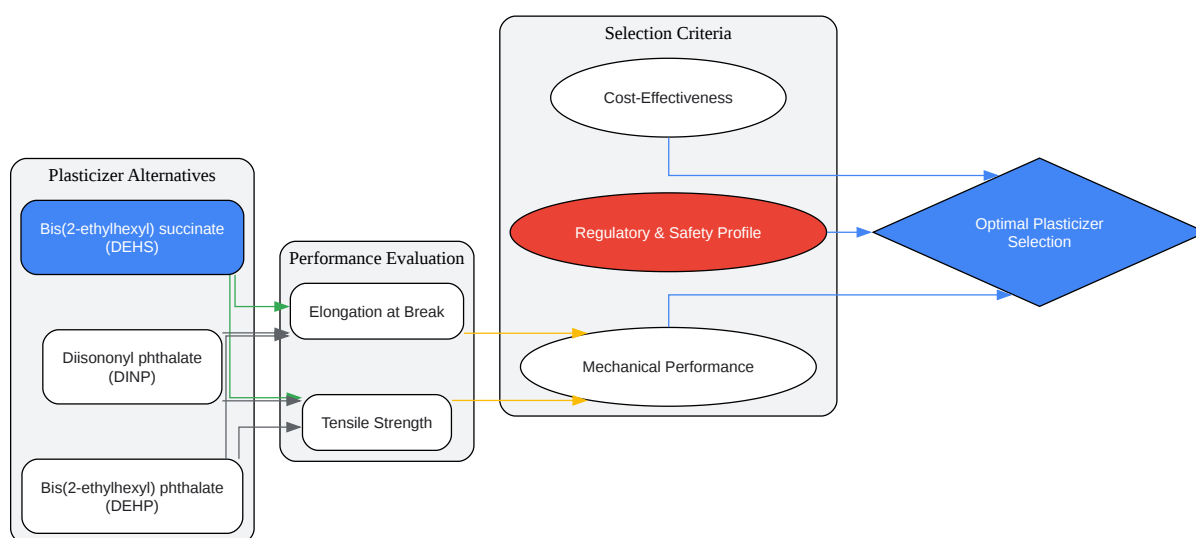 Selection Criteria
Cost-Effectiveness
Plasticizer Alternatives
Bis(2-ethylhexyl) succinate
(DEHS)
Regulatory & Safety Profile
Optimal Plasticizer
Selection
Performance Evaluation
Elongation at Break
Diisononyl phthalate
(DINP)
Mechanical Performance
Tensile Strength
Bis(2-ethylhexyl) phthalate
(DEHP)